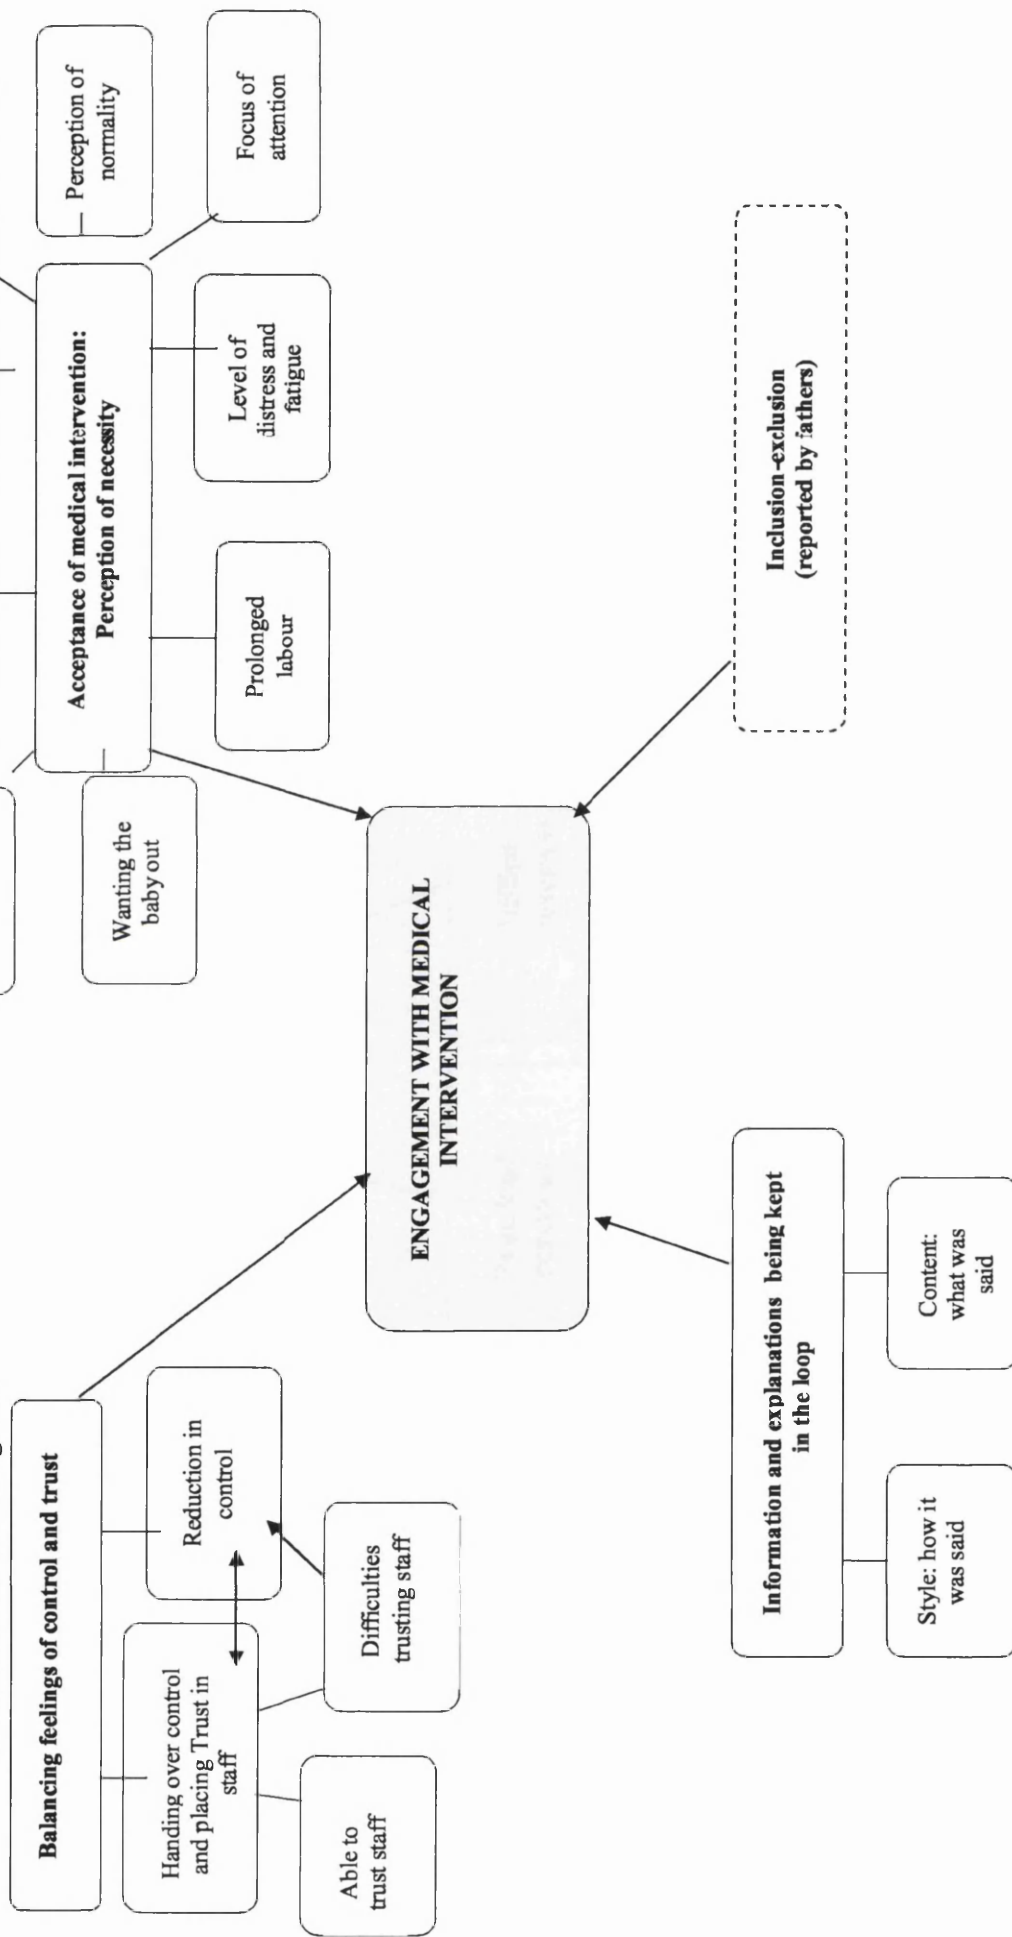 Balancing feelings of control and trust
Handing over control
and placing Trust in
staff
Reduction in
control
Able to
trust staff
Difficulties
trusting staff
Acceptance of medical intervention:
Perception of necessity
Wanting the
baby out
Prolonged
labour
Level of
distress and
fatigue
Perception of
normality
Focus of
attention
ENGAGEMENT WITH MEDICAL
INTERVENTION
Information and explanations being kept
in the loop
Style: how it
was said
Content:
what was
said
Inclusion-exclusion
(reported by fathers)